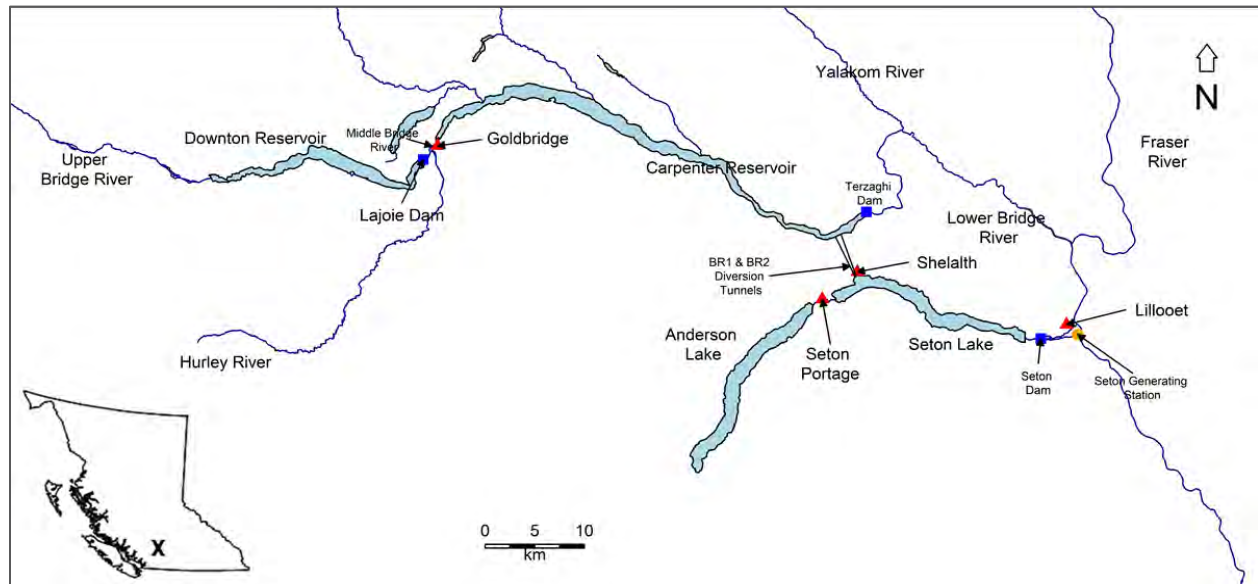 Yalakom River
N
Fraser
River
Downton Reservoir
Middle Bridge
River
Goldbridge
Upper
Bridge River
Carpenter Reservoir
Lajoie Dam
Terzaghi
Dam
Lower Bridge
River
BR1 & BR2
Diversion
Tunnels
Shelalth
Lillooet
Anderson
Lake
Seton Lake
Hurley River
Seton
Portage
Seton
Dam
Seton Generating
Station
0 5 10
km
X